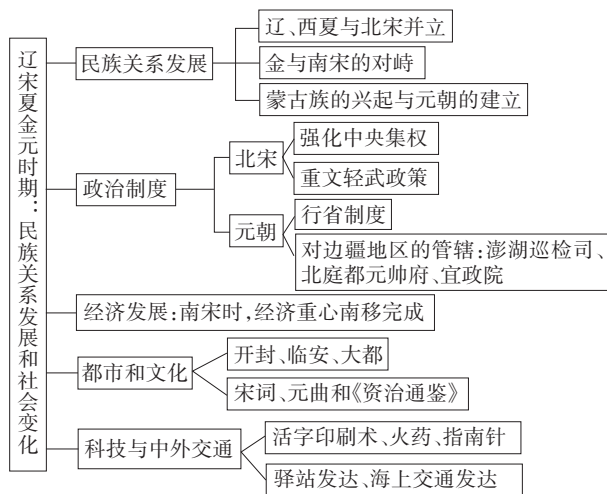 辽宋夏金元时期：民族关系发展和社会变化
民族关系发展
辽、西夏与北宋并立
金与南宋的对峙
蒙古族的兴起与元朝的建立
政治制度
北宋
强化中央集权
重文轻武政策
元朝
行省制度
对边疆地区的管辖：澎湖巡检司、
北庭都元帅府、宜政院
经济发展：南宋时，经济重心南移完成
都市和文化
开封、临安、大都
宋词、元曲和《资治通鉴》
科技与中外交通
活字印刷术、火药、指南针
驿站发达、海上交通发达